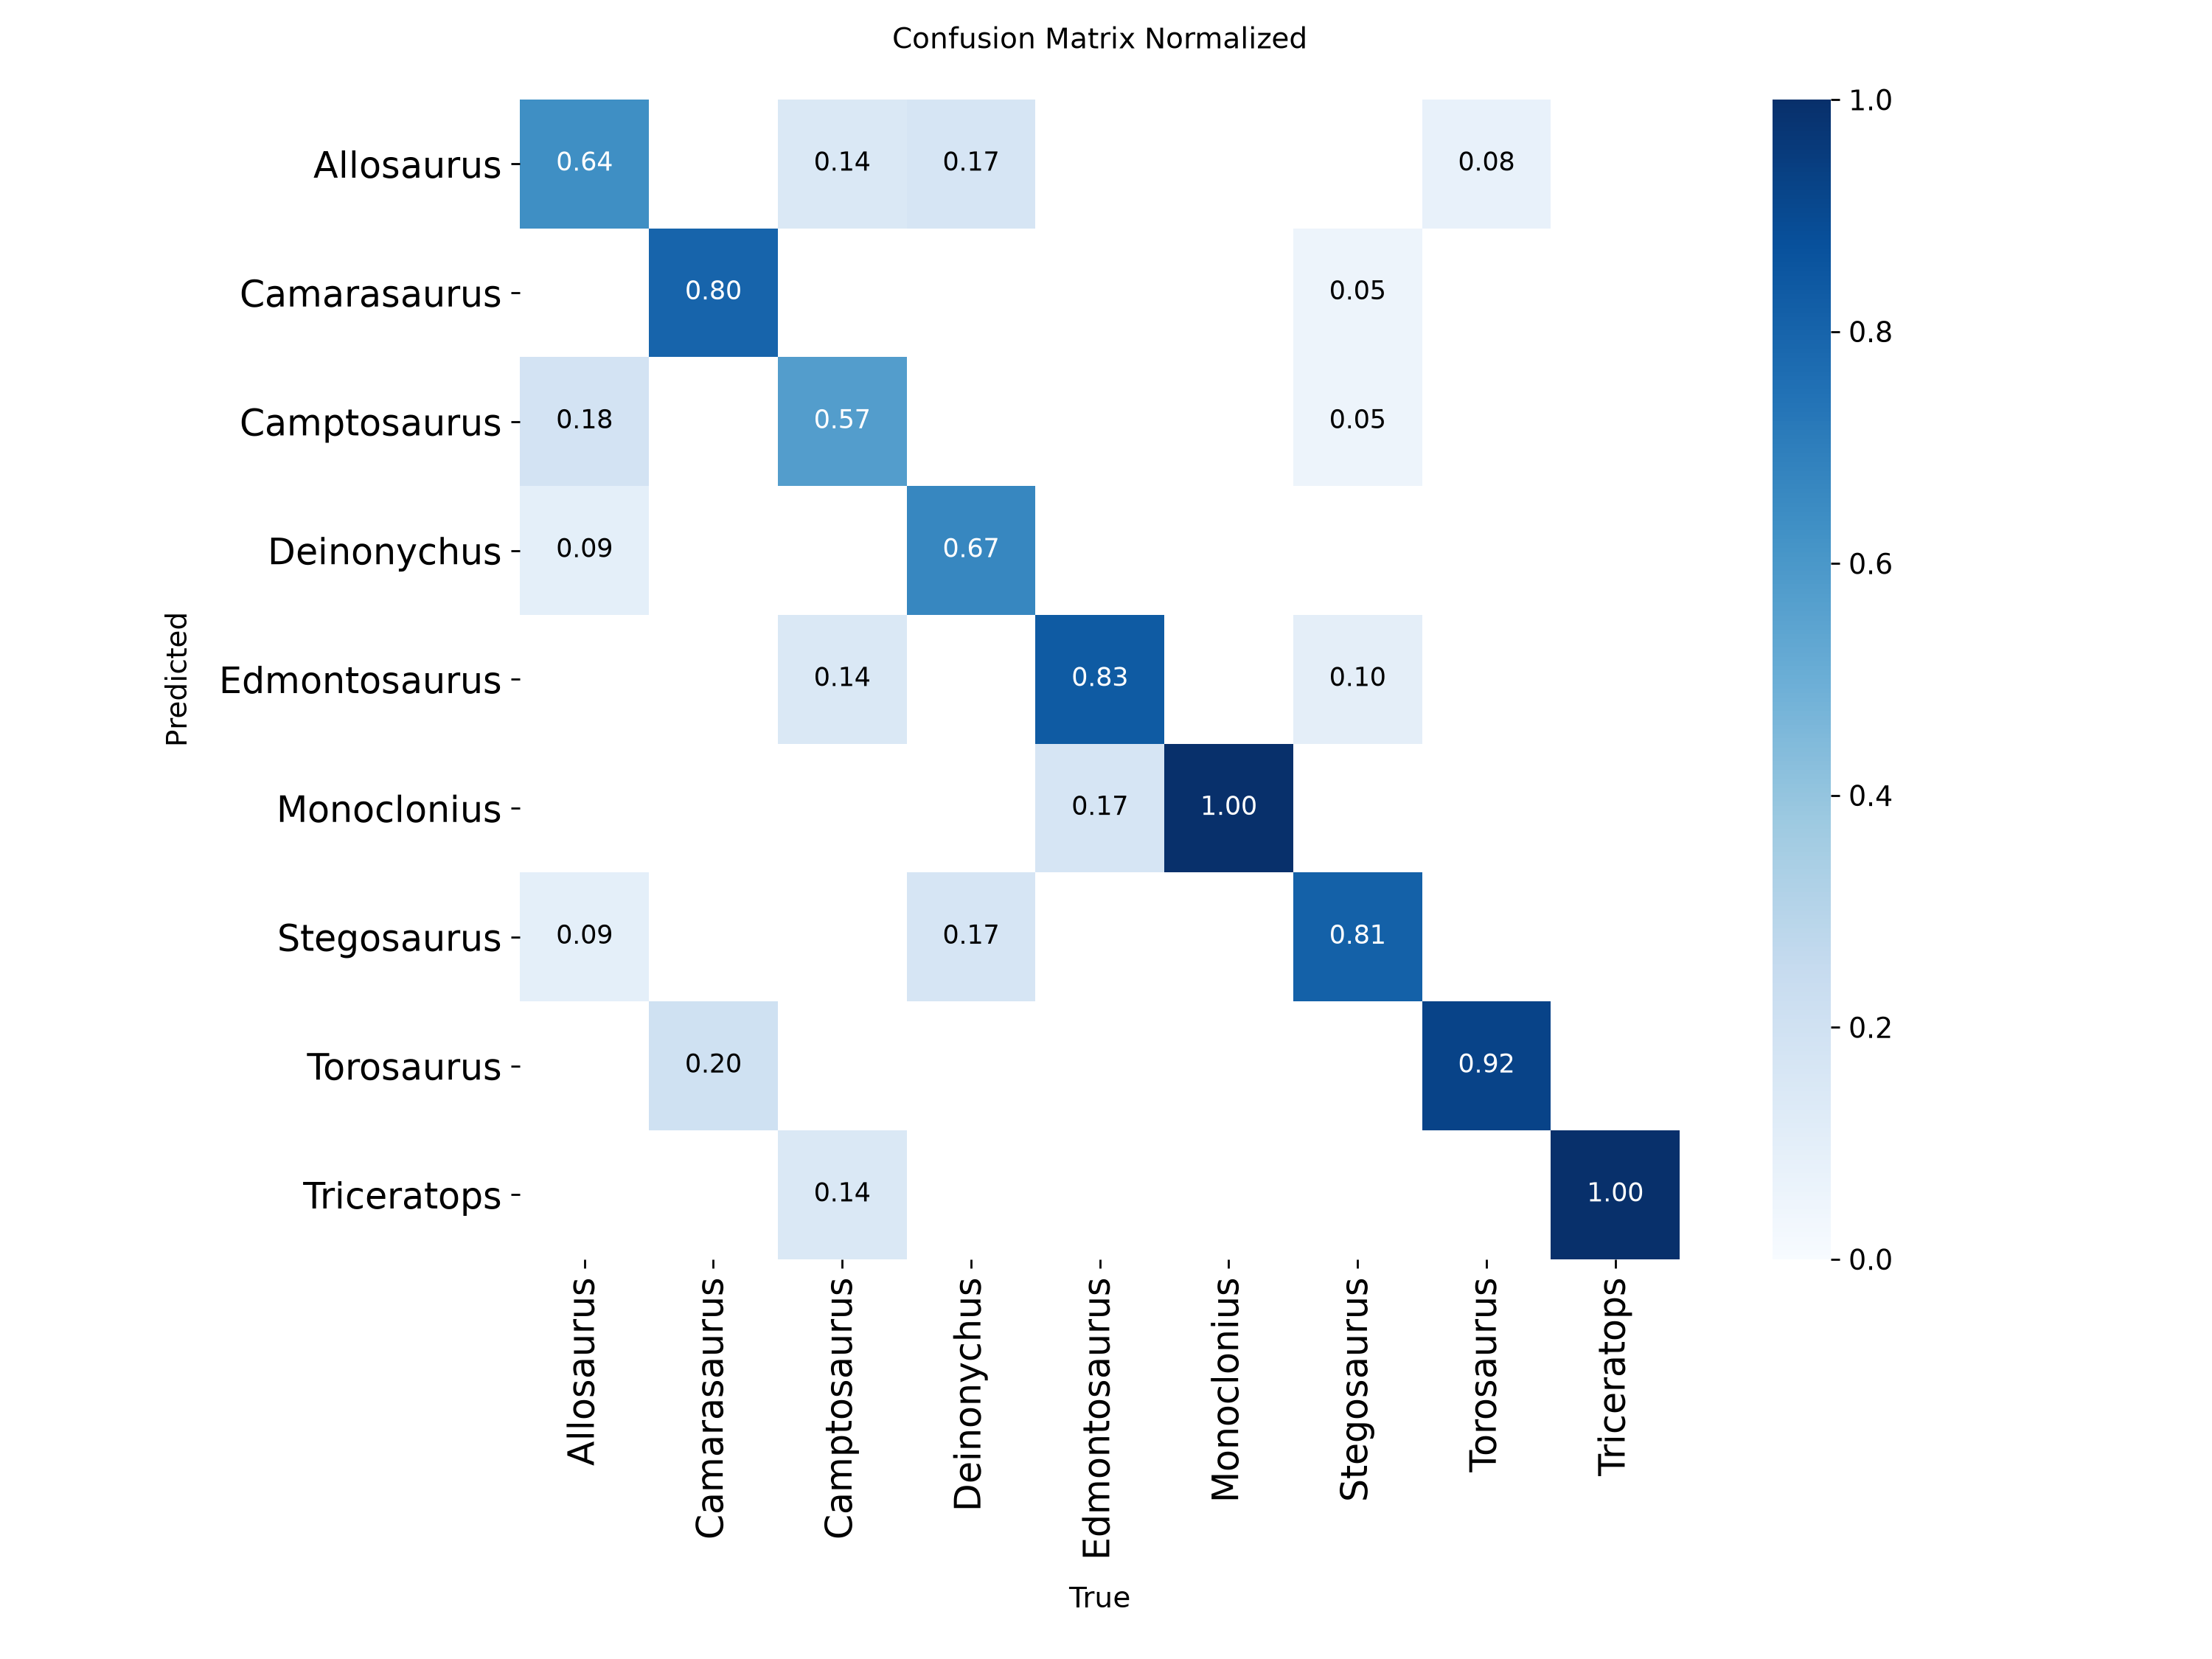 Confusion Matrix Normalized
Allosaurus 0.64 0.14 0.17 0.08
Camarasaurus 0.80 0.05
Camptosaurus 0.18 0.57 0.05
Deinonychus 0.09 0.67
Edmontosaurus 0.14 0.83 0.10
Monoclonius 0.17 1.00
Stegosaurus 0.09 0.17 0.81
Torosaurus 0.20 0.92
Triceratops 0.14 1.00
Predicted
Allosaurus
Camarasaurus
Camptosaurus
Deinonychus
Edmontosaurus
Monoclonius
Stegosaurus
Torosaurus
Triceratops
True
1.0
0.8
0.6
0.4
0.2
0.0